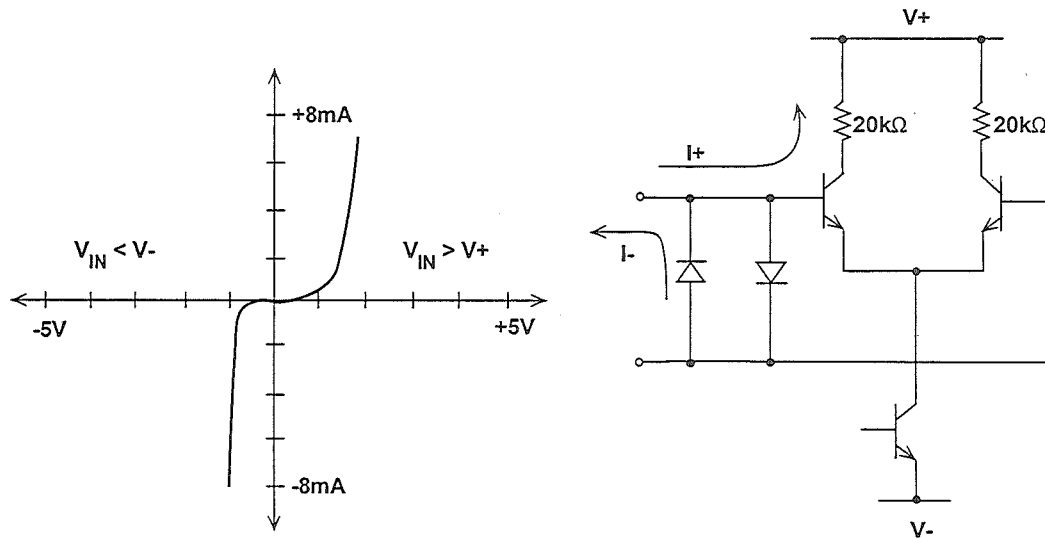 +8mA
V_IN < V-
V_IN > V+
-5V
+5V
-8mA
V+
20kΩ
20kΩ
I+
I-
V-